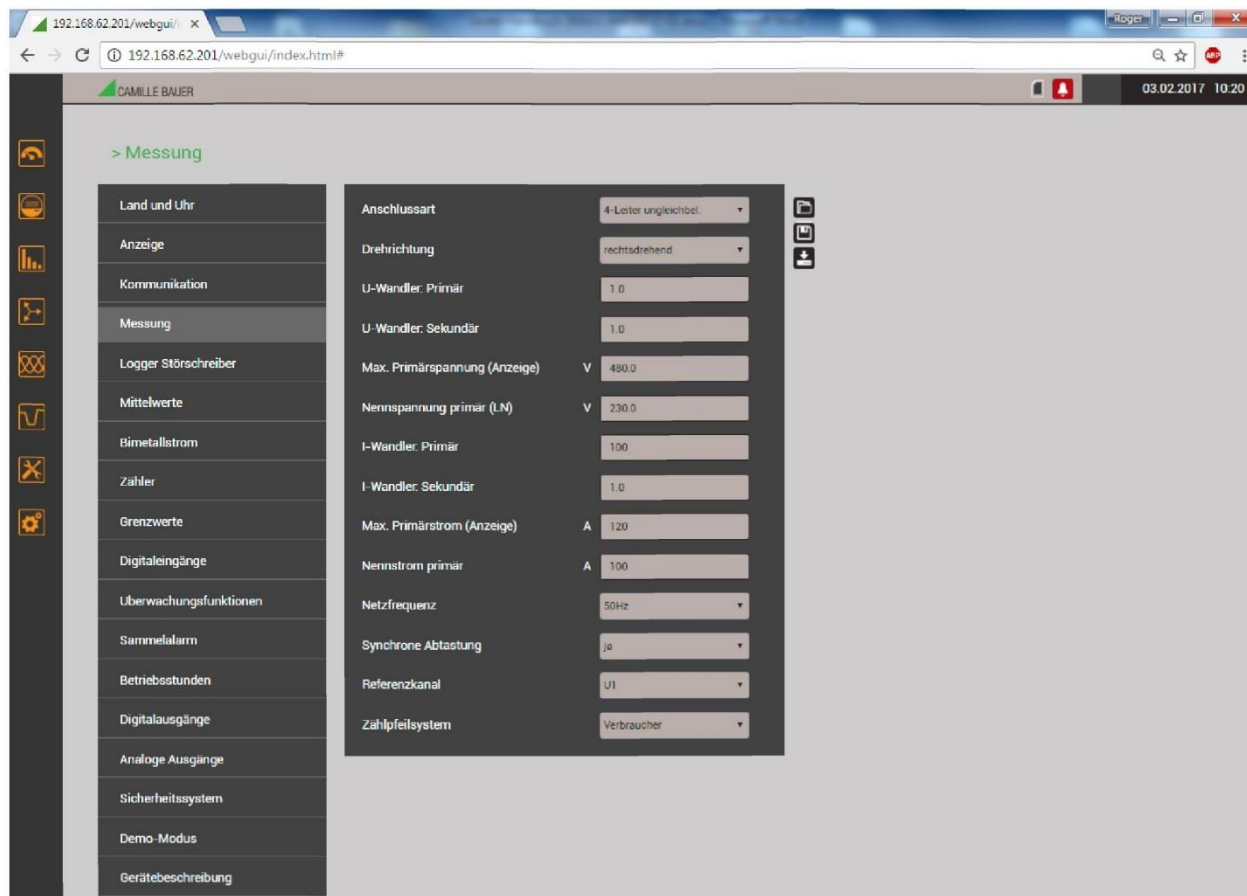 192.168.62.201/webgui/i
Roger
192.168.62.201/webgui/index.html#
ABP
CAMILLE BAUER
03.02.2017 10:20
> Messung
Land und Uhr
Anzeige
Kommunikation
Messung
Logger Störschreiber
Mittelwerte
Bimetallstrom
Zähler
Grenzwerte
Digitaleingänge
Überwachungsfunktionen
Sammelalarm
Betriebsstunden
Digitalausgänge
Analoge Ausgänge
Sicherheitssystem
Demo-Modus
Gerätebeschreibung
Anschlussart 4-Leiter ungleichbel.
Drehrichtung rechtsdrehend
U-Wandler: Primär 1.0
U-Wandler: Sekundär 1.0
Max. Primärspannung (Anzeige) V 480.0
Nennspannung primär (LN) V 230.0
I-Wandler: Primär 100
I-Wandler: Sekundär 1.0
Max. Primärstrom (Anzeige) A 120
Nennstrom primär A 100
Netzfrequenz 50Hz
Synchrone Abtastung ja
Referenzkanal U1
Zählpfeilsystem Verbraucher